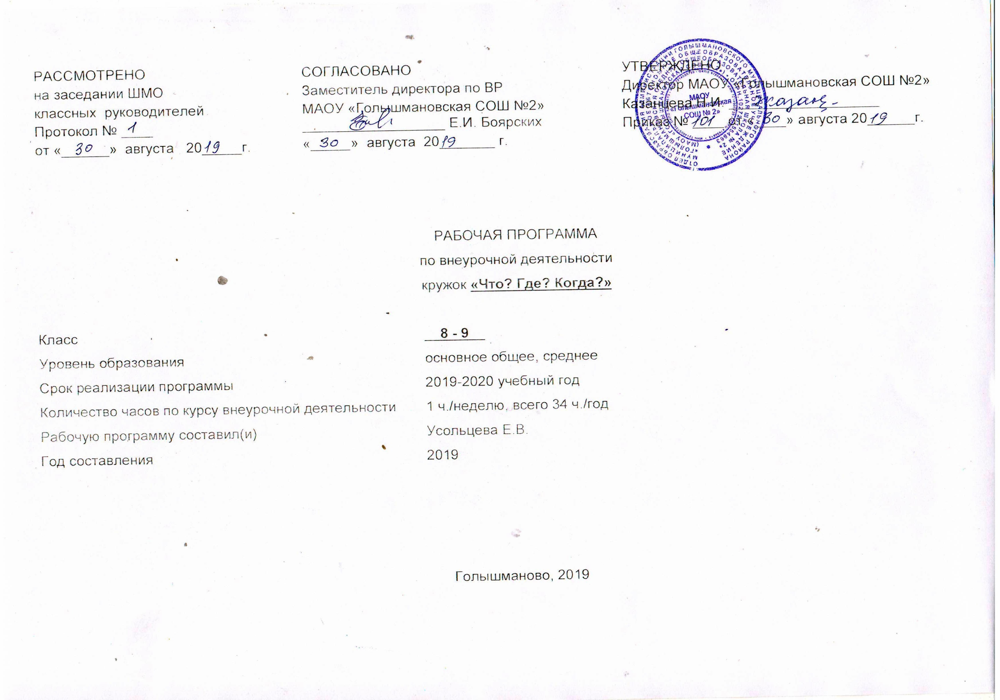 РАССМОТРЕНО
на заседании ШМО
классных руководителей
Протокол № 1
от «30» августа 2019 г.
СОГЛАСОВАНО
Заместитель директора по ВР
МАОУ «Голышмановская СОШ №2»
Е.И. Боярских
«30» августа 2019 г.
УТВЕРЖДЕНО
Директор МАОУ «Голышмановская СОШ №2»
Казанцева Н.И.
Приказ № 101 от «30» августа 2019 г.
МАОУ
«Голышмановская
СОШ № 2»
РАБОЧАЯ ПРОГРАММА
по внеурочной деятельности
кружок «Что? Где? Когда?»
Класс 8 - 9
Уровень образования основное общее, среднее
Срок реализации программы 2019-2020 учебный год
Количество часов по курсу внеурочной деятельности 1 ч./неделю, всего 34 ч./год
Рабочую программу составил(и) Усольцева Е.В.
Год составления 2019
Голышманово, 2019